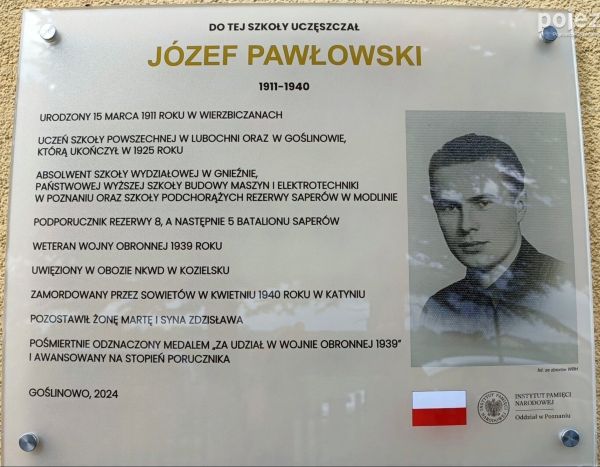 DO TEJ SZKOŁY UCZĘSZCZAŁ
JÓZEF PAWŁOWSKI
1911-1940
URODZONY 15 MARCA 1911 ROKU W WIERZBICZANACH
UCZEŃ SZKOŁY POWSZECHNEJ W LUBOCHNI ORAZ W GOŚLINOWIE,
KTÓRĄ UKOŃCZYŁ W 1925 ROKU
ABSOLWENT SZKOŁY WYDZIAŁOWEJ W GNIEŹNIE,
PAŃSTWOWEJ WYŻSZEJ SZKOŁY BUDOWY MASZYN I ELEKTROTECHNIKI
W POZNANIU ORAZ SZKOŁY PODCHORĄŻYCH REZERWY SAPERÓW W MODLINIE
PODPORUCZNIK REZERWY 8, A NASTĘPNIE 5 BATALIONU SAPERÓW
WETERAN WOJNY OBRONNEJ 1939 ROKU
UWIĘZIONY W OBOZIE NKWD W KOZIELSKU
ZAMORDOWANY PRZEZ SOWIETÓW W KWIETNIU 1940 ROKU W KATYNIU
POZOSTAWIŁ ŻONĘ MARTĘ I SYNA ZDZISŁAWA
POŚMIERTNIE ODZNACZONY MEDALEM „ZA UDZIAŁ W WOJNIE OBRONNEJ 1939”
I AWANSOWANY NA STOPIEŃ PORUCZNIKA
GOŚLINOWO, 2024
fot. ze zbiorów WBH
INSTYTUT PAMIĘCI
NARODOWEJ
Oddział w Poznaniu